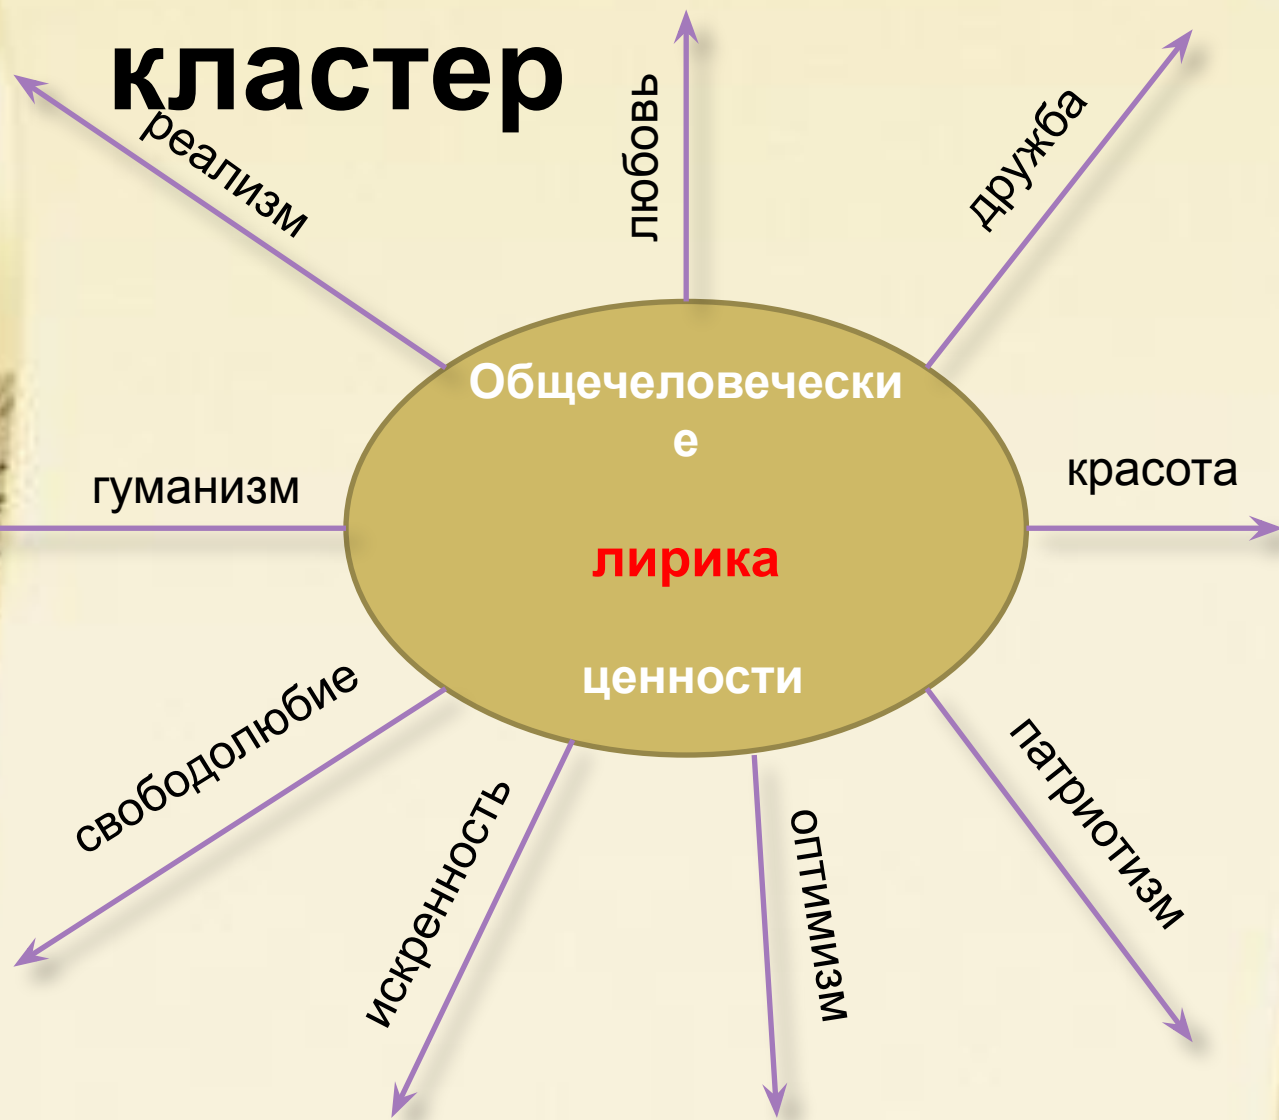 кластер
реализм
любовь
дружба
Общечеловечески
е
лирика
ценности
гуманизм
красота
свободолюбие
искренность
оптимизм
патриотизм